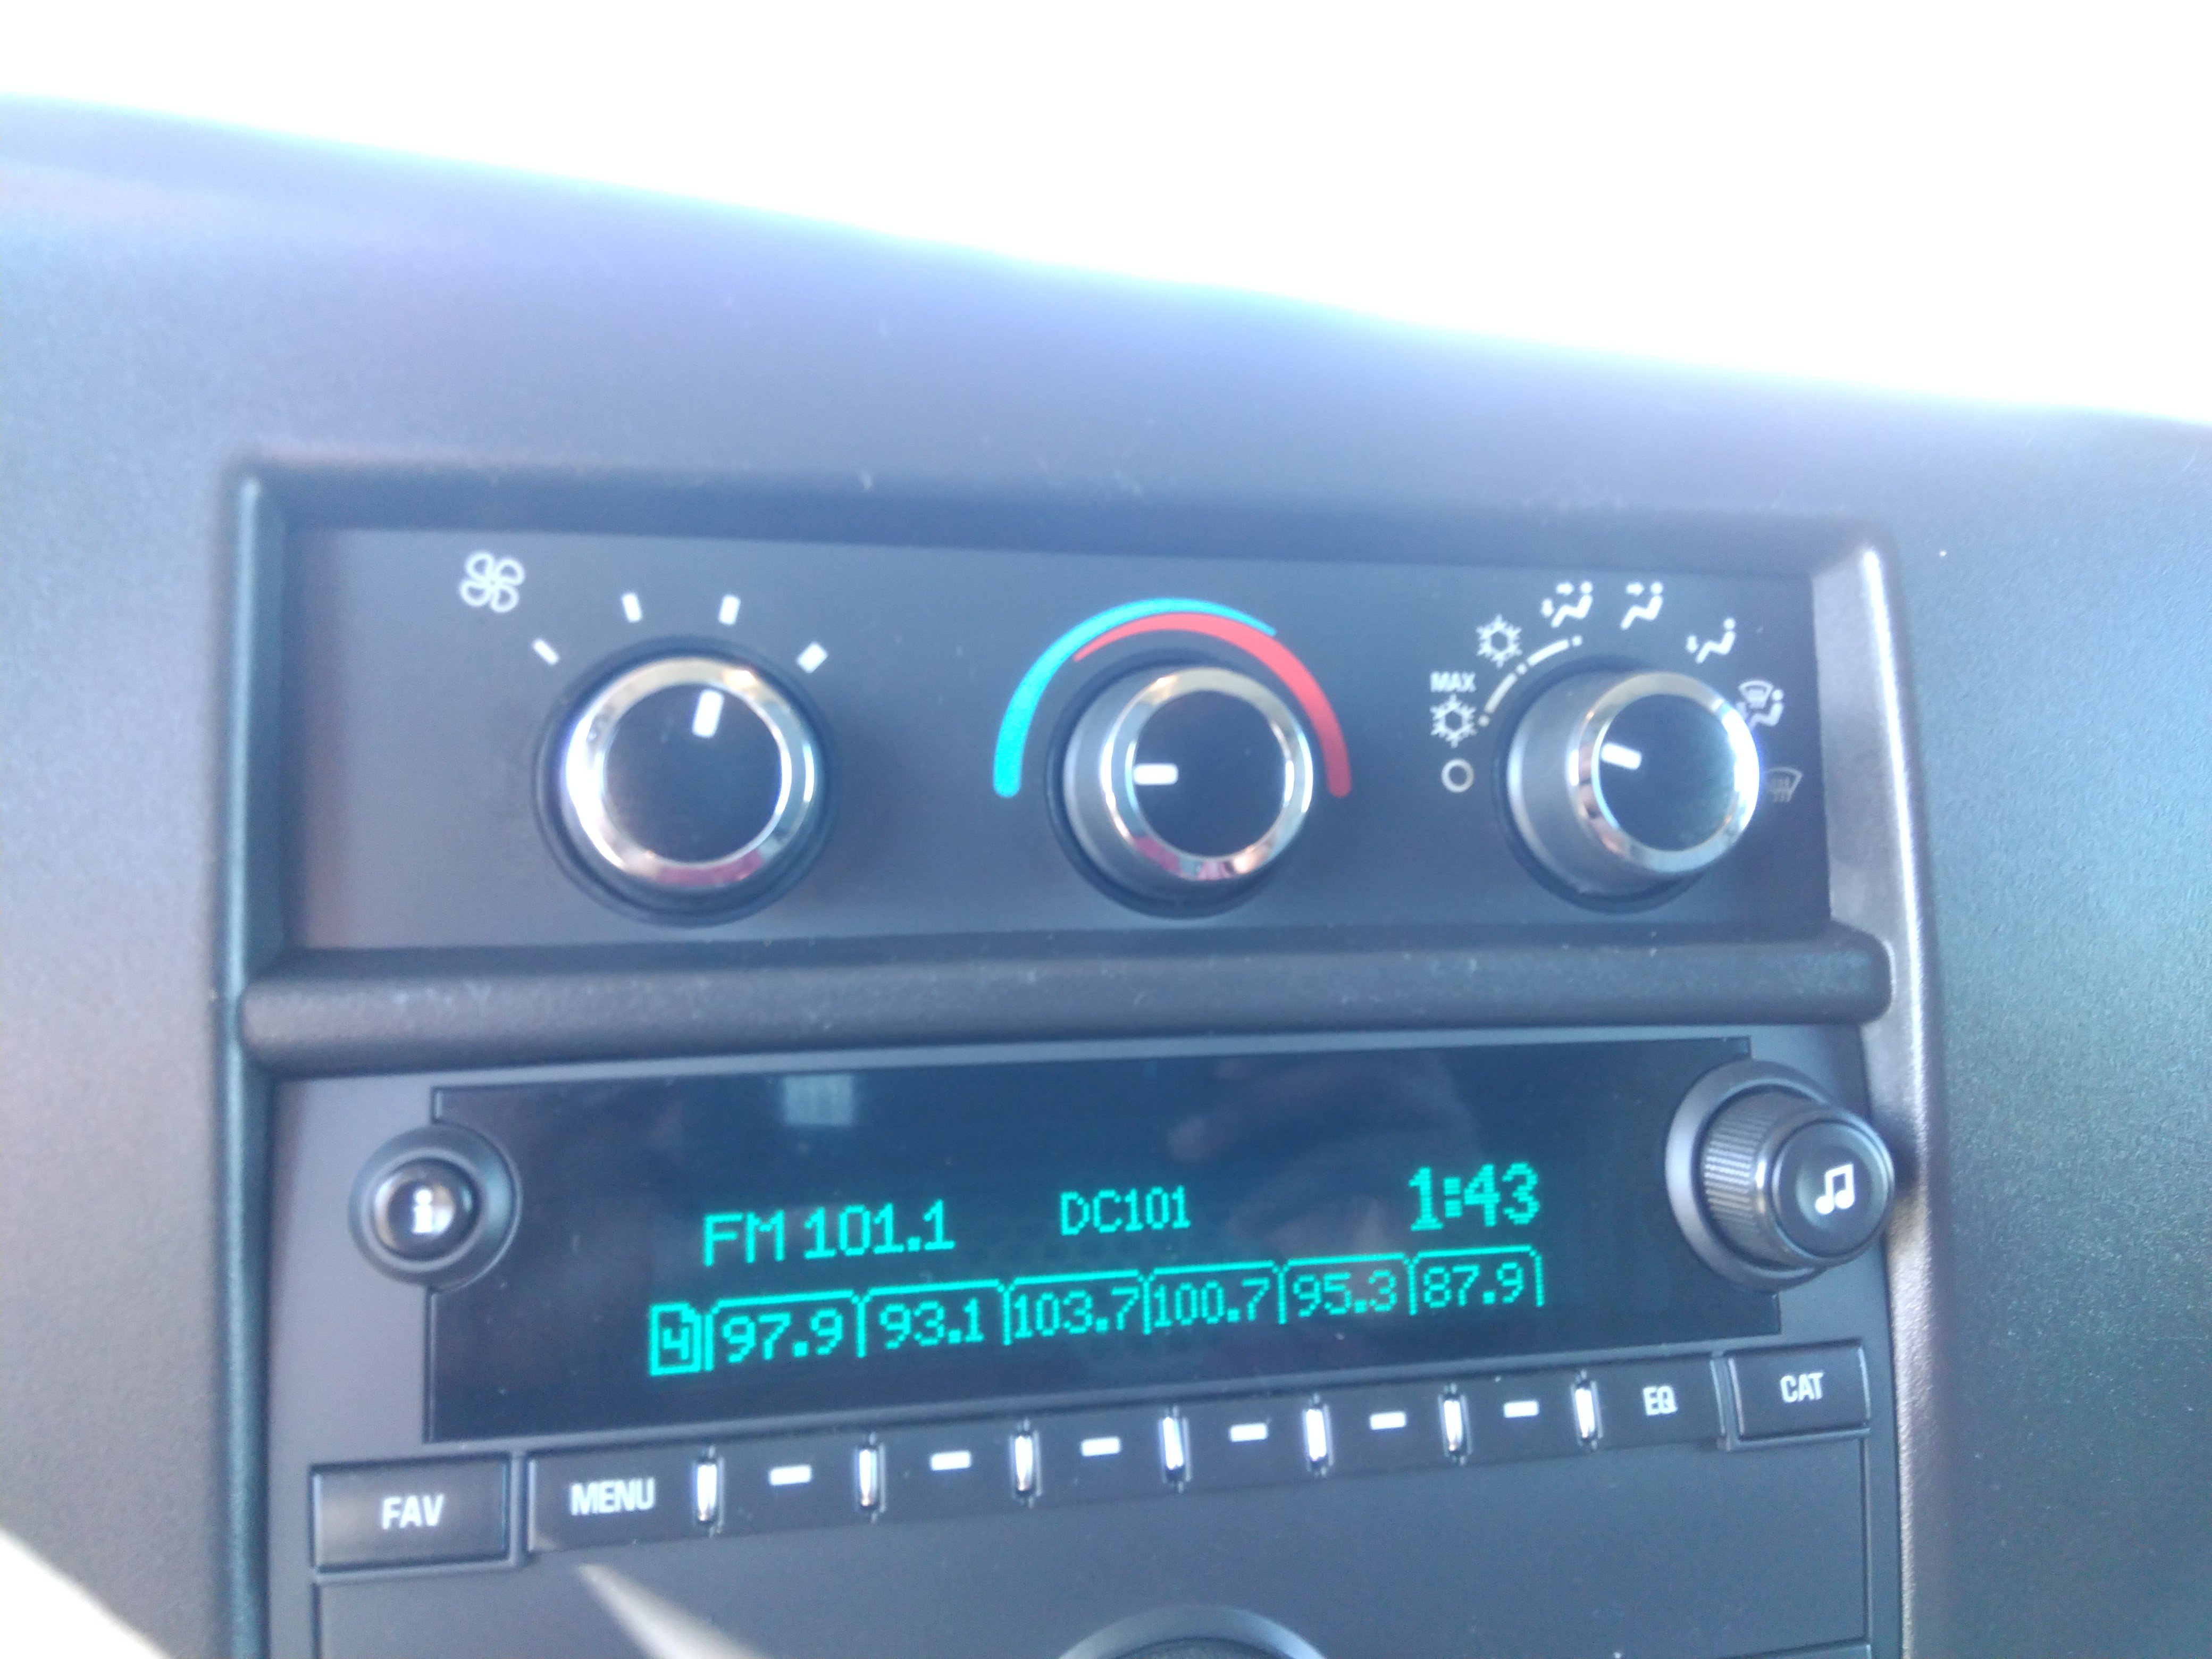 MAX
FM 101.1 DC101 1:43
4 97.9 93.1 103.7 100.7 95.3 87.9
FAV MENU EQ CAT
i